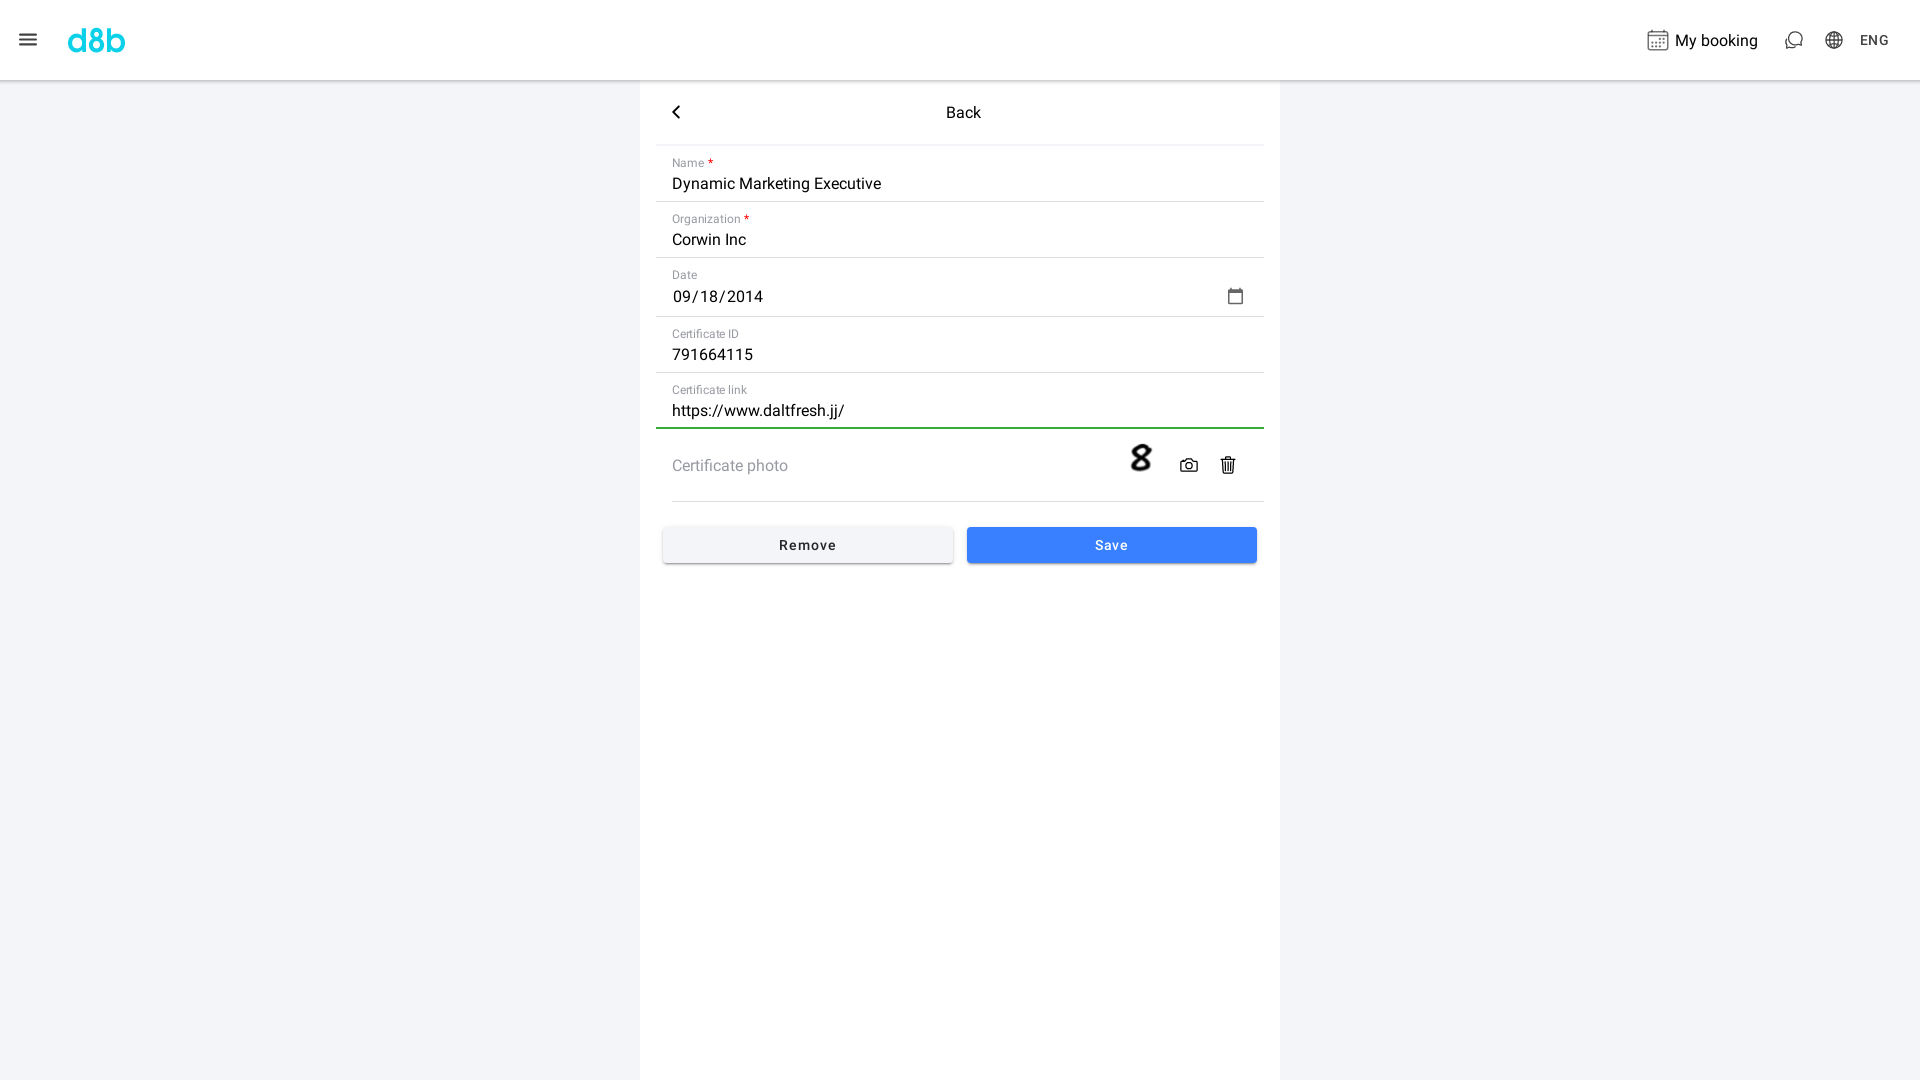 d8b
My booking
ENG
Back
Name *
Dynamic Marketing Executive
Organization *
Corwin Inc
Date
09/18/2014
Certificate ID
791664115
Certificate link
https://www.daltfresh.jj/
Certificate photo
8
Remove
Save